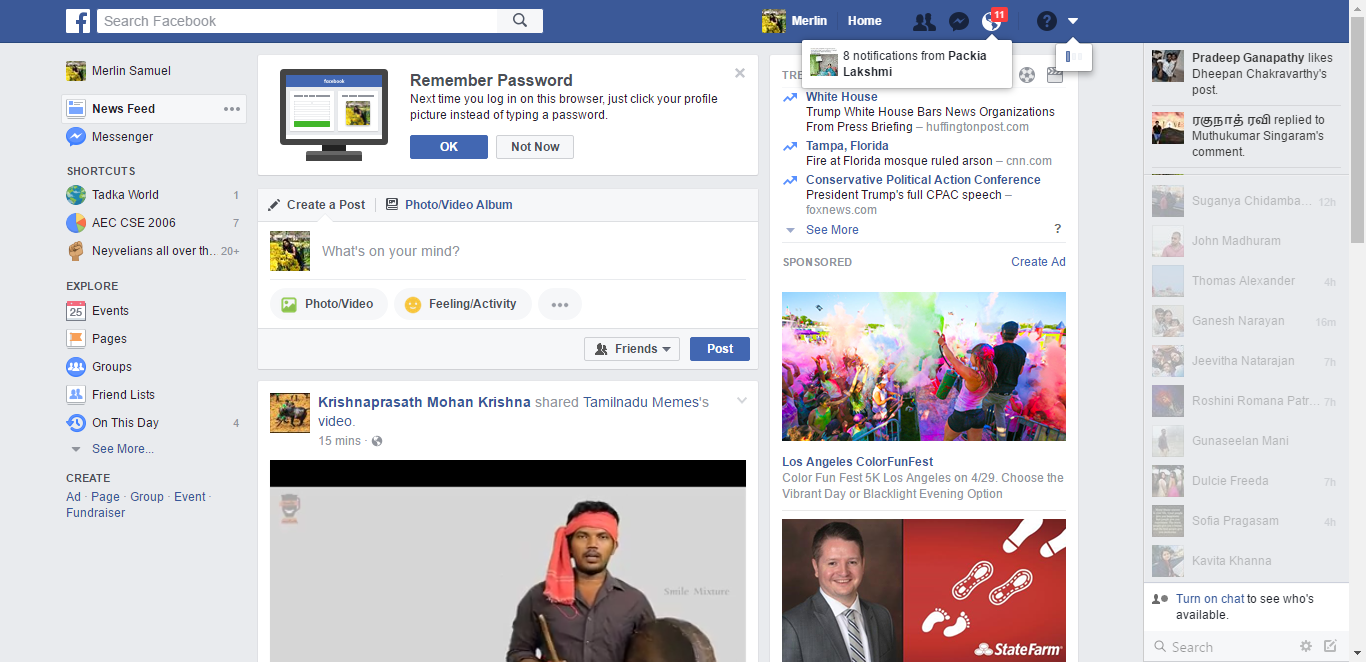 Search Facebook
Merlin
Home
11
8 notifications from Packia
Lakshmi
Merlin Samuel
News Feed
Messenger
SHORTCUTS
Tadka World 1
AEC CSE 2006 7
Neyvelians all over th... 20+
EXPLORE
25 Events
Pages
Groups
Friend Lists
On This Day 4
See More...
CREATE
Ad · Page · Group · Event ·
Fundraiser
facebook
Remember Password
Next time you log in on this browser, just click your profile
picture instead of typing a password.
OK
Not Now
Create a Post
Photo/Video Album
What's on your mind?
Photo/Video
Feeling/Activity
Friends
Post
Krishnaprasath Mohan Krishna shared Tamilnadu Memes's
video.
15 mins ·
Smile Mixture
TRE
White House
Trump White House Bars News Organizations
From Press Briefing – huffingtonpost.com
Tampa, Florida
Fire at Florida mosque ruled arson – cnn.com
Conservative Political Action Conference
President Trump's full CPAC speech –
foxnews.com
See More ?
SPONSORED
Create Ad
Los Angeles ColorFunFest
Color Fun Fest 5K Los Angeles on 4/29. Choose the
Vibrant Day or Blacklight Evening Option
StateFarm
Pradeep Ganapathy likes
Dheepan Chakravarthy's
post.
ரகுநாத் ரவி replied to
Muthukumar Singaram's
comment.
Suganya Chidamba... 12h
John Madhuram
Thomas Alexander 4h
Ganesh Narayan 16m
Jeevitha Natarajan 7h
Roshini Romana Patr... 7h
Gunaseelan Mani
Dulcie Freeda 7h
Sofia Pragasam 4h
Kavita Khanna
Turn on chat to see who's
available.
Search